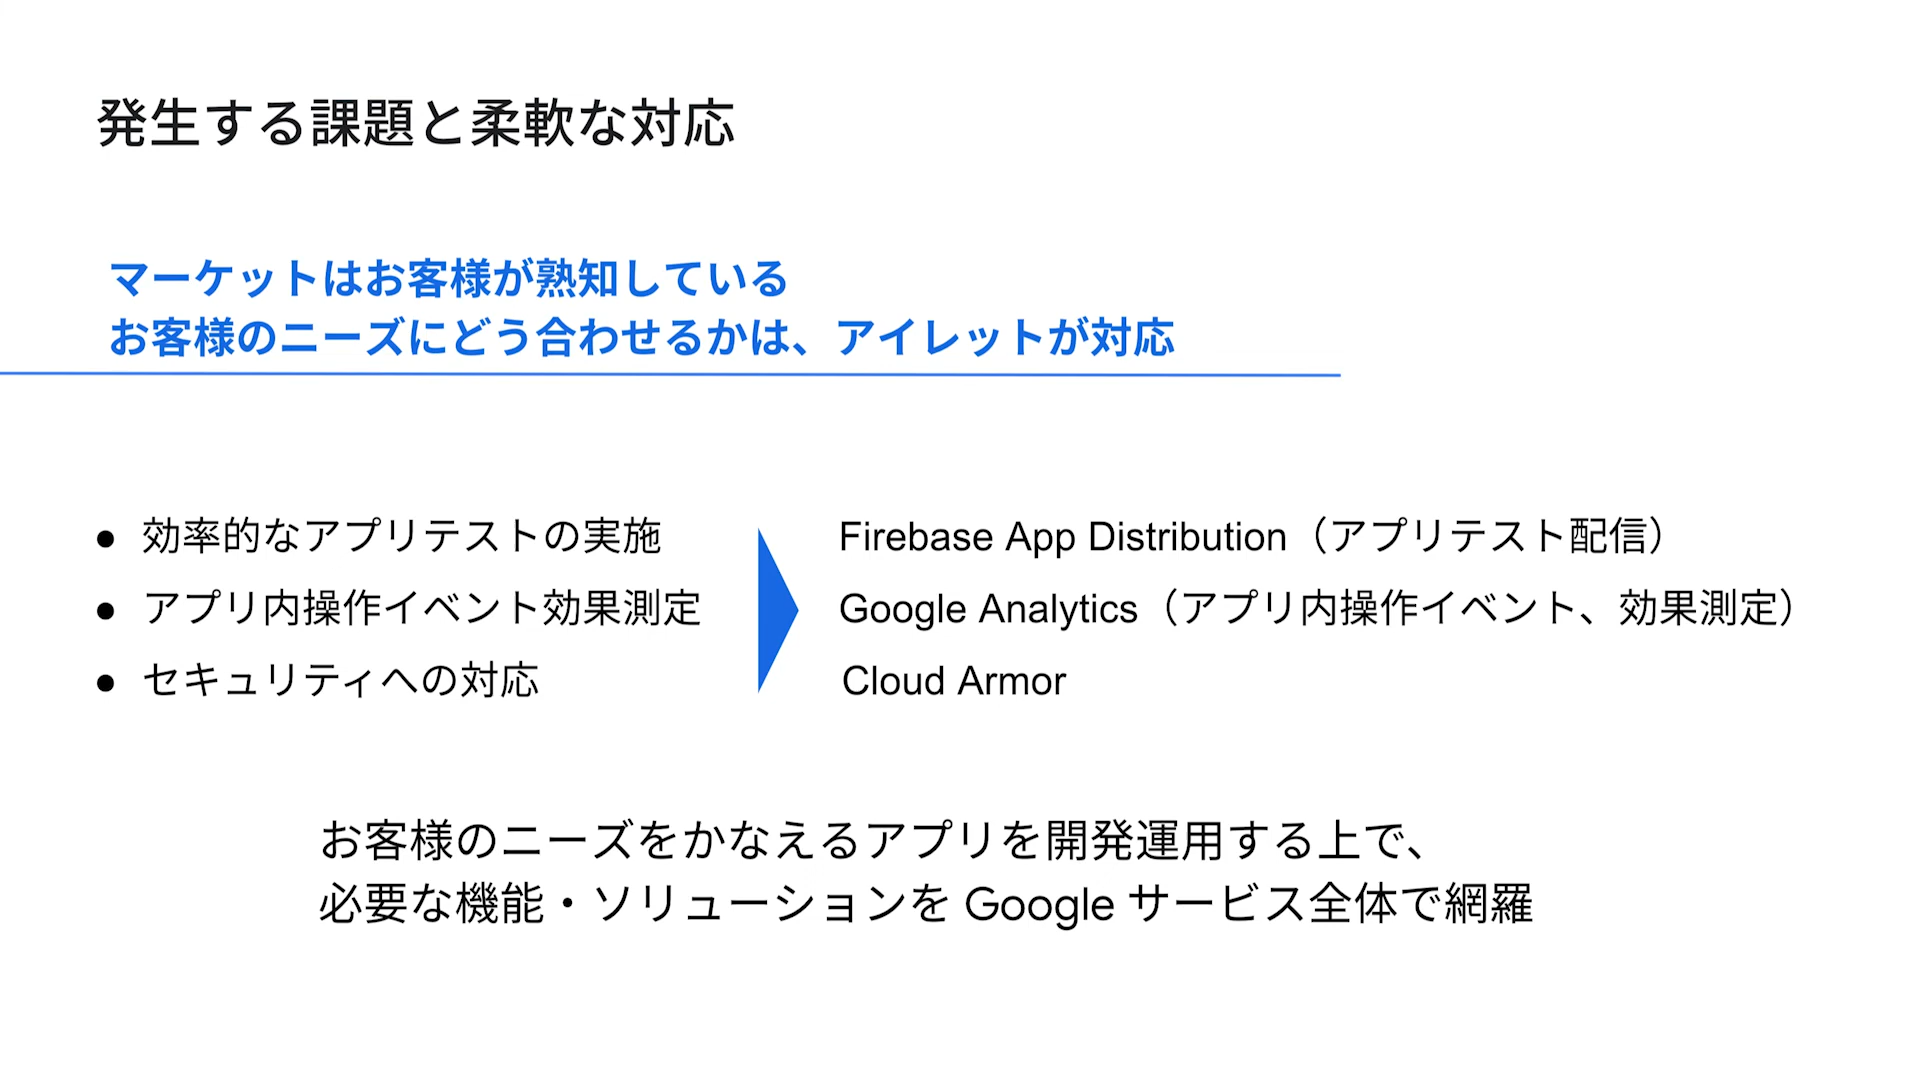 発生する課題と柔軟な対応
マーケットはお客様が熟知している
お客様のニーズにどう合わせるかは、アイレットが対応
● 効率的なアプリテストの実施
● アプリ内操作イベント効果測定
● セキュリティへの対応
Firebase App Distribution（アプリテスト配信）
Google Analytics（アプリ内操作イベント、効果測定）
Cloud Armor
お客様のニーズをかなえるアプリを開発運用する上で、
必要な機能・ソリューションを Google サービス全体で網羅